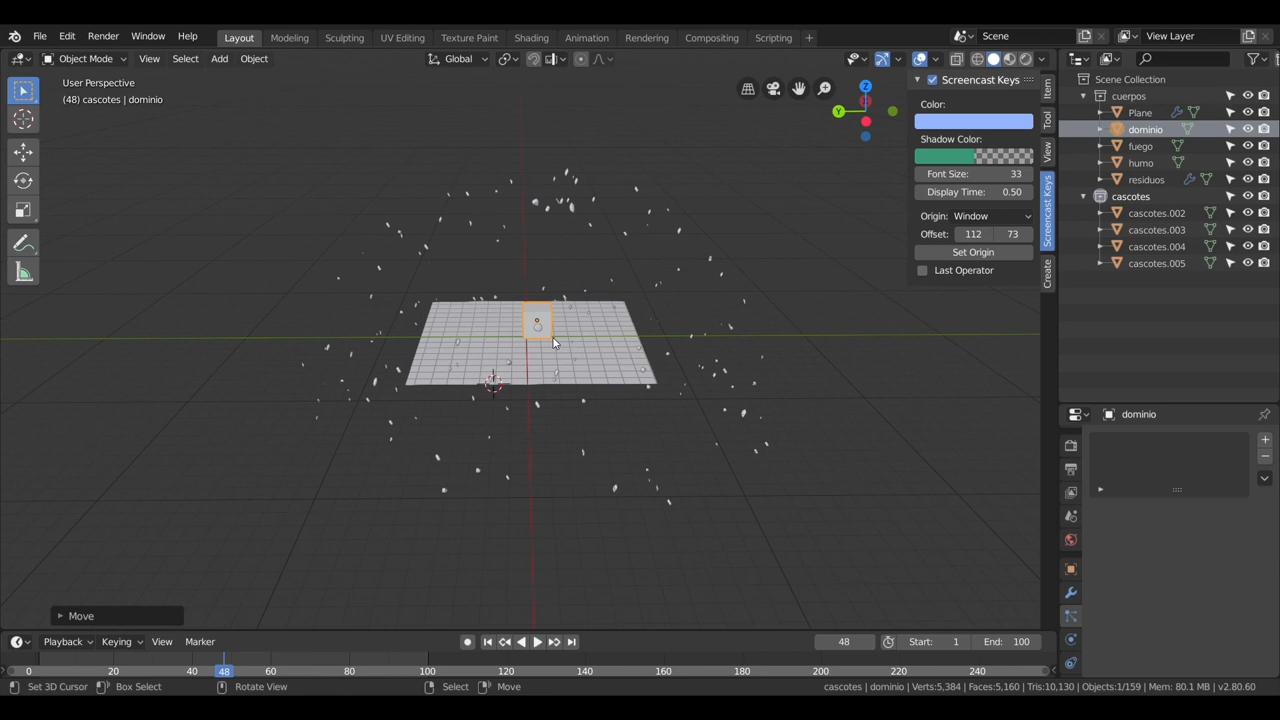 File Edit Render Window Help Layout Modeling Sculpting UV Editing Texture Paint Shading Animation Rendering Compositing Scripting + Scene View Layer
Object Mode View Select Add Object Global
User Perspective
(48) cascotes | dominio
Screencast Keys
Color:
Shadow Color:
Font Size: 33
Display Time: 0.50
Origin: Window
Offset: 112 73
Set Origin
Last Operator
Item
Tool
View
Screencast Keys
Create
Z
Y
Scene Collection
cuerpos
Plane
dominio
fuego
humo
residuos
cascotes
cascotes.002
cascotes.003
cascotes.004
cascotes.005
dominio
Move
Playback Keying View Marker 48 Start: 1 End: 100
0 20 40 48 60 80 100 120 140 160 180 200 220 240
Set 3D Cursor Box Select Rotate View Select Move cascotes | dominio | Verts:5,384 | Faces:5,160 | Tris:10,130 | Objects:1/159 | Mem: 80.1 MB | v2.80.60